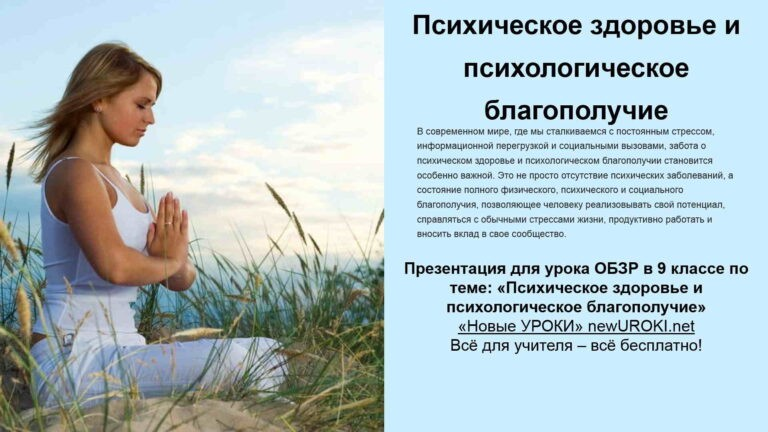 Психическое здоровье и
психологическое
благополучие
В современном мире, где мы сталкиваемся с постоянным стрессом,
информационной перегрузкой и социальными вызовами, забота о
психическом здоровье и психологическом благополучии становится
особенно важной. Это не просто отсутствие психических заболеваний, а
состояние полного физического, психического и социального
благополучия, позволяющее человеку реализовывать свой потенциал,
справляться с обычными стрессами жизни, продуктивно работать и
вносить вклад в свое сообщество.
Презентация для урока ОБЗР в 9 классе по
теме: «Психическое здоровье и
психологическое благополучие»
«Новые УРОКИ» newUROKI.net
Всё для учителя – всё бесплатно!